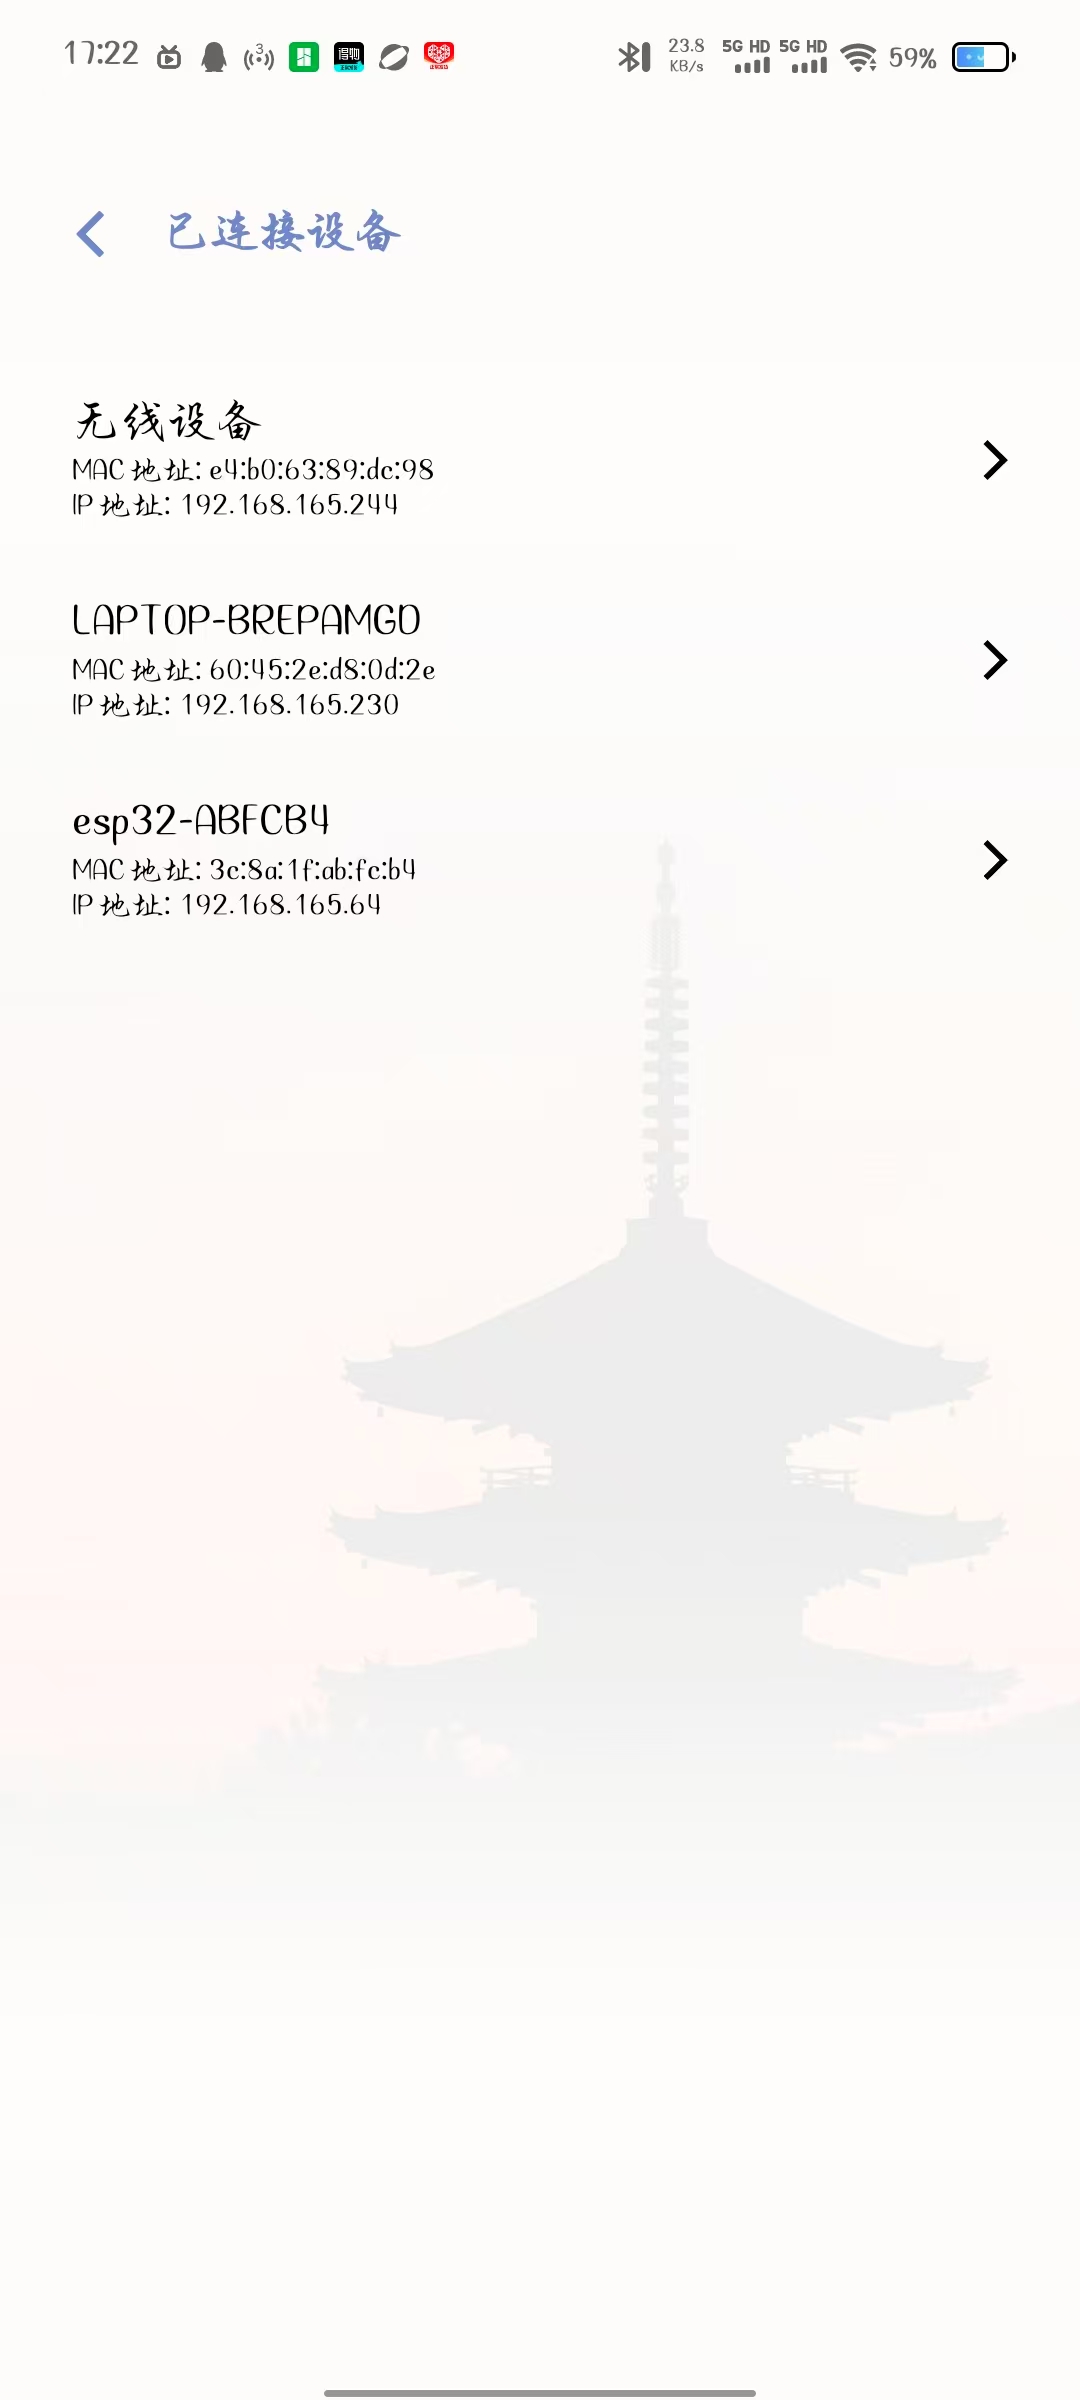 17:22
3
得物
23.8 KB/s
5G HD 5G HD
59%
已连接设备
无线设备
MAC 地址: e4:b0:63:89:dc:98
IP 地址: 192.168.165.244
LAPTOP-BREPAMGD
MAC 地址: 60:45:2e:d8:0d:2e
IP 地址: 192.168.165.230
esp32-ABFCB4
MAC 地址: 3c:8a:1f:ab:fc:b4
IP 地址: 192.168.165.64